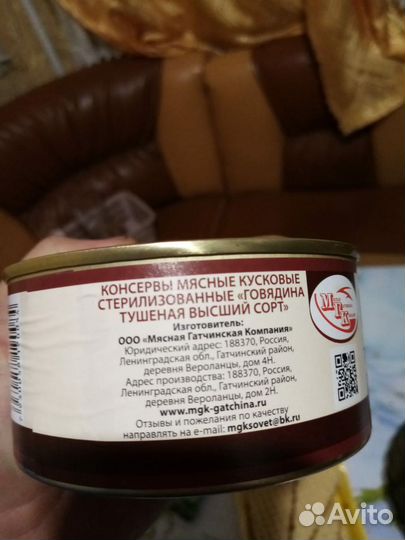 КОНСЕРВЫ МЯСНЫЕ КУСКОВЫЕ
СТЕРИЛИЗОВАННЫЕ «ГОВЯДИНА
ТУШЕНАЯ ВЫСШИЙ СОРТ»
Изготовитель:
ООО «Мясная Гатчинская Компания»
Юридический адрес: 188370, Россия,
Ленинградская обл., Гатчинский район,
деревня Вероланцы, дом 4Н.
Адрес производства: 188370, Россия,
Ленинградская обл., Гатчинский район,
деревня Вероланцы, дом 2Н.
www.mgk-gatchina.ru
Отзывы и пожелания по качеству
направлять на e-mail: mgksovet@bk.ru
МГК
Avito